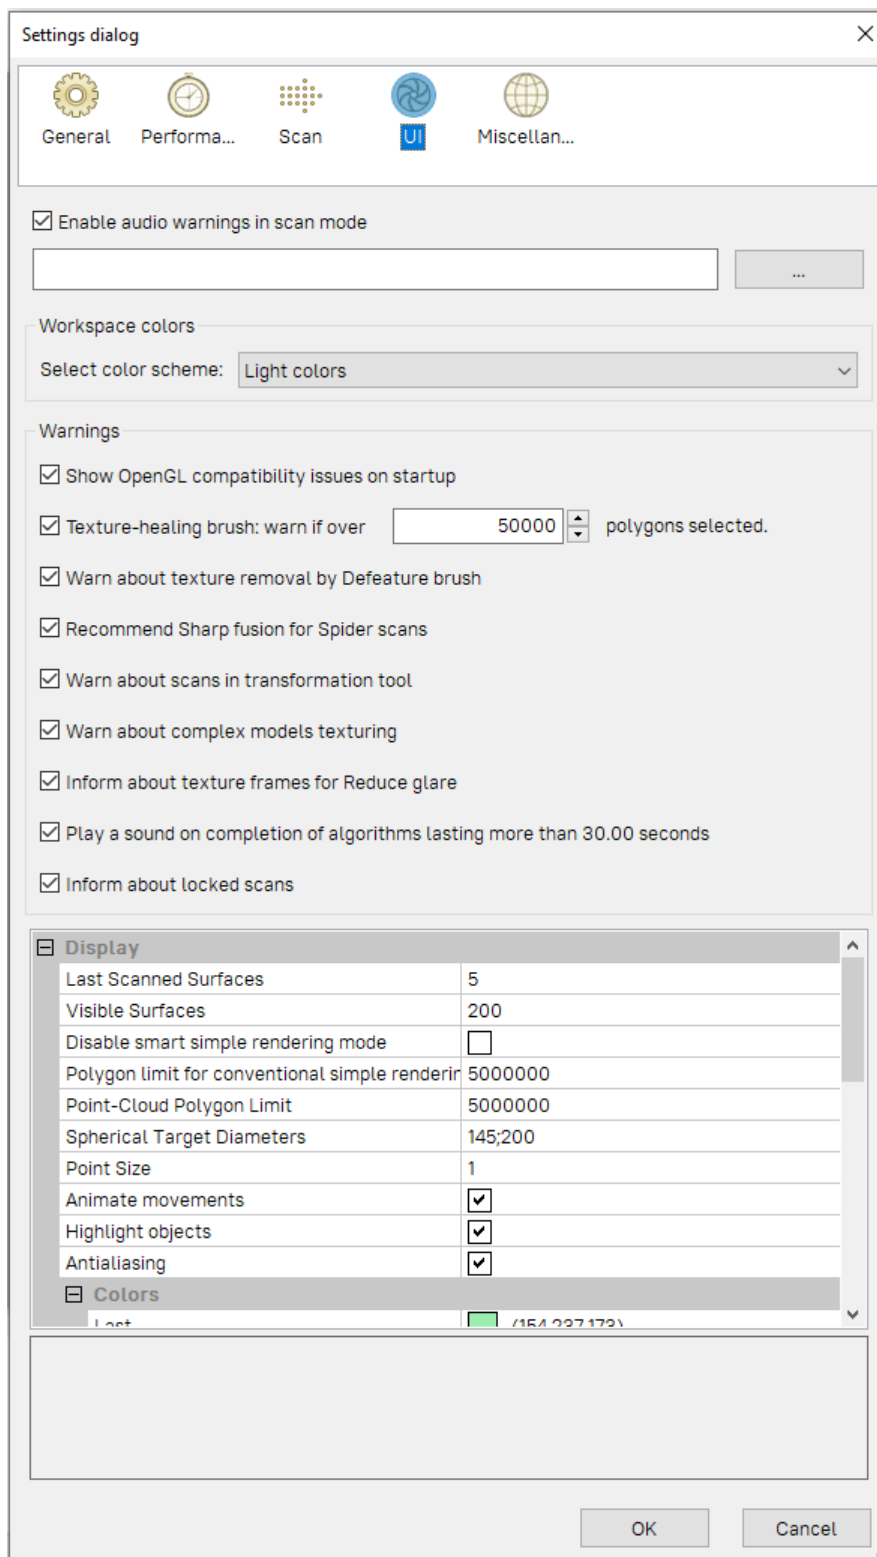 Settings dialog
General Performa... Scan UI Miscellan...
Enable audio warnings in scan mode
...
Workspace colors
Select color scheme: Light colors
Warnings
Show OpenGL compatibility issues on startup
Texture-healing brush: warn if over 50000 polygons selected.
Warn about texture removal by Defeature brush
Recommend Sharp fusion for Spider scans
Warn about scans in transformation tool
Warn about complex models texturing
Inform about texture frames for Reduce glare
Play a sound on completion of algorithms lasting more than 30.00 seconds
Inform about locked scans
Display
Last Scanned Surfaces 5
Visible Surfaces 200
Disable smart simple rendering mode
Polygon limit for conventional simple renderin 5000000
Point-Cloud Polygon Limit 5000000
Spherical Target Diameters 145;200
Point Size 1
Animate movements
Highlight objects
Antialiasing
Colors
Last (154,237,173)
OK Cancel